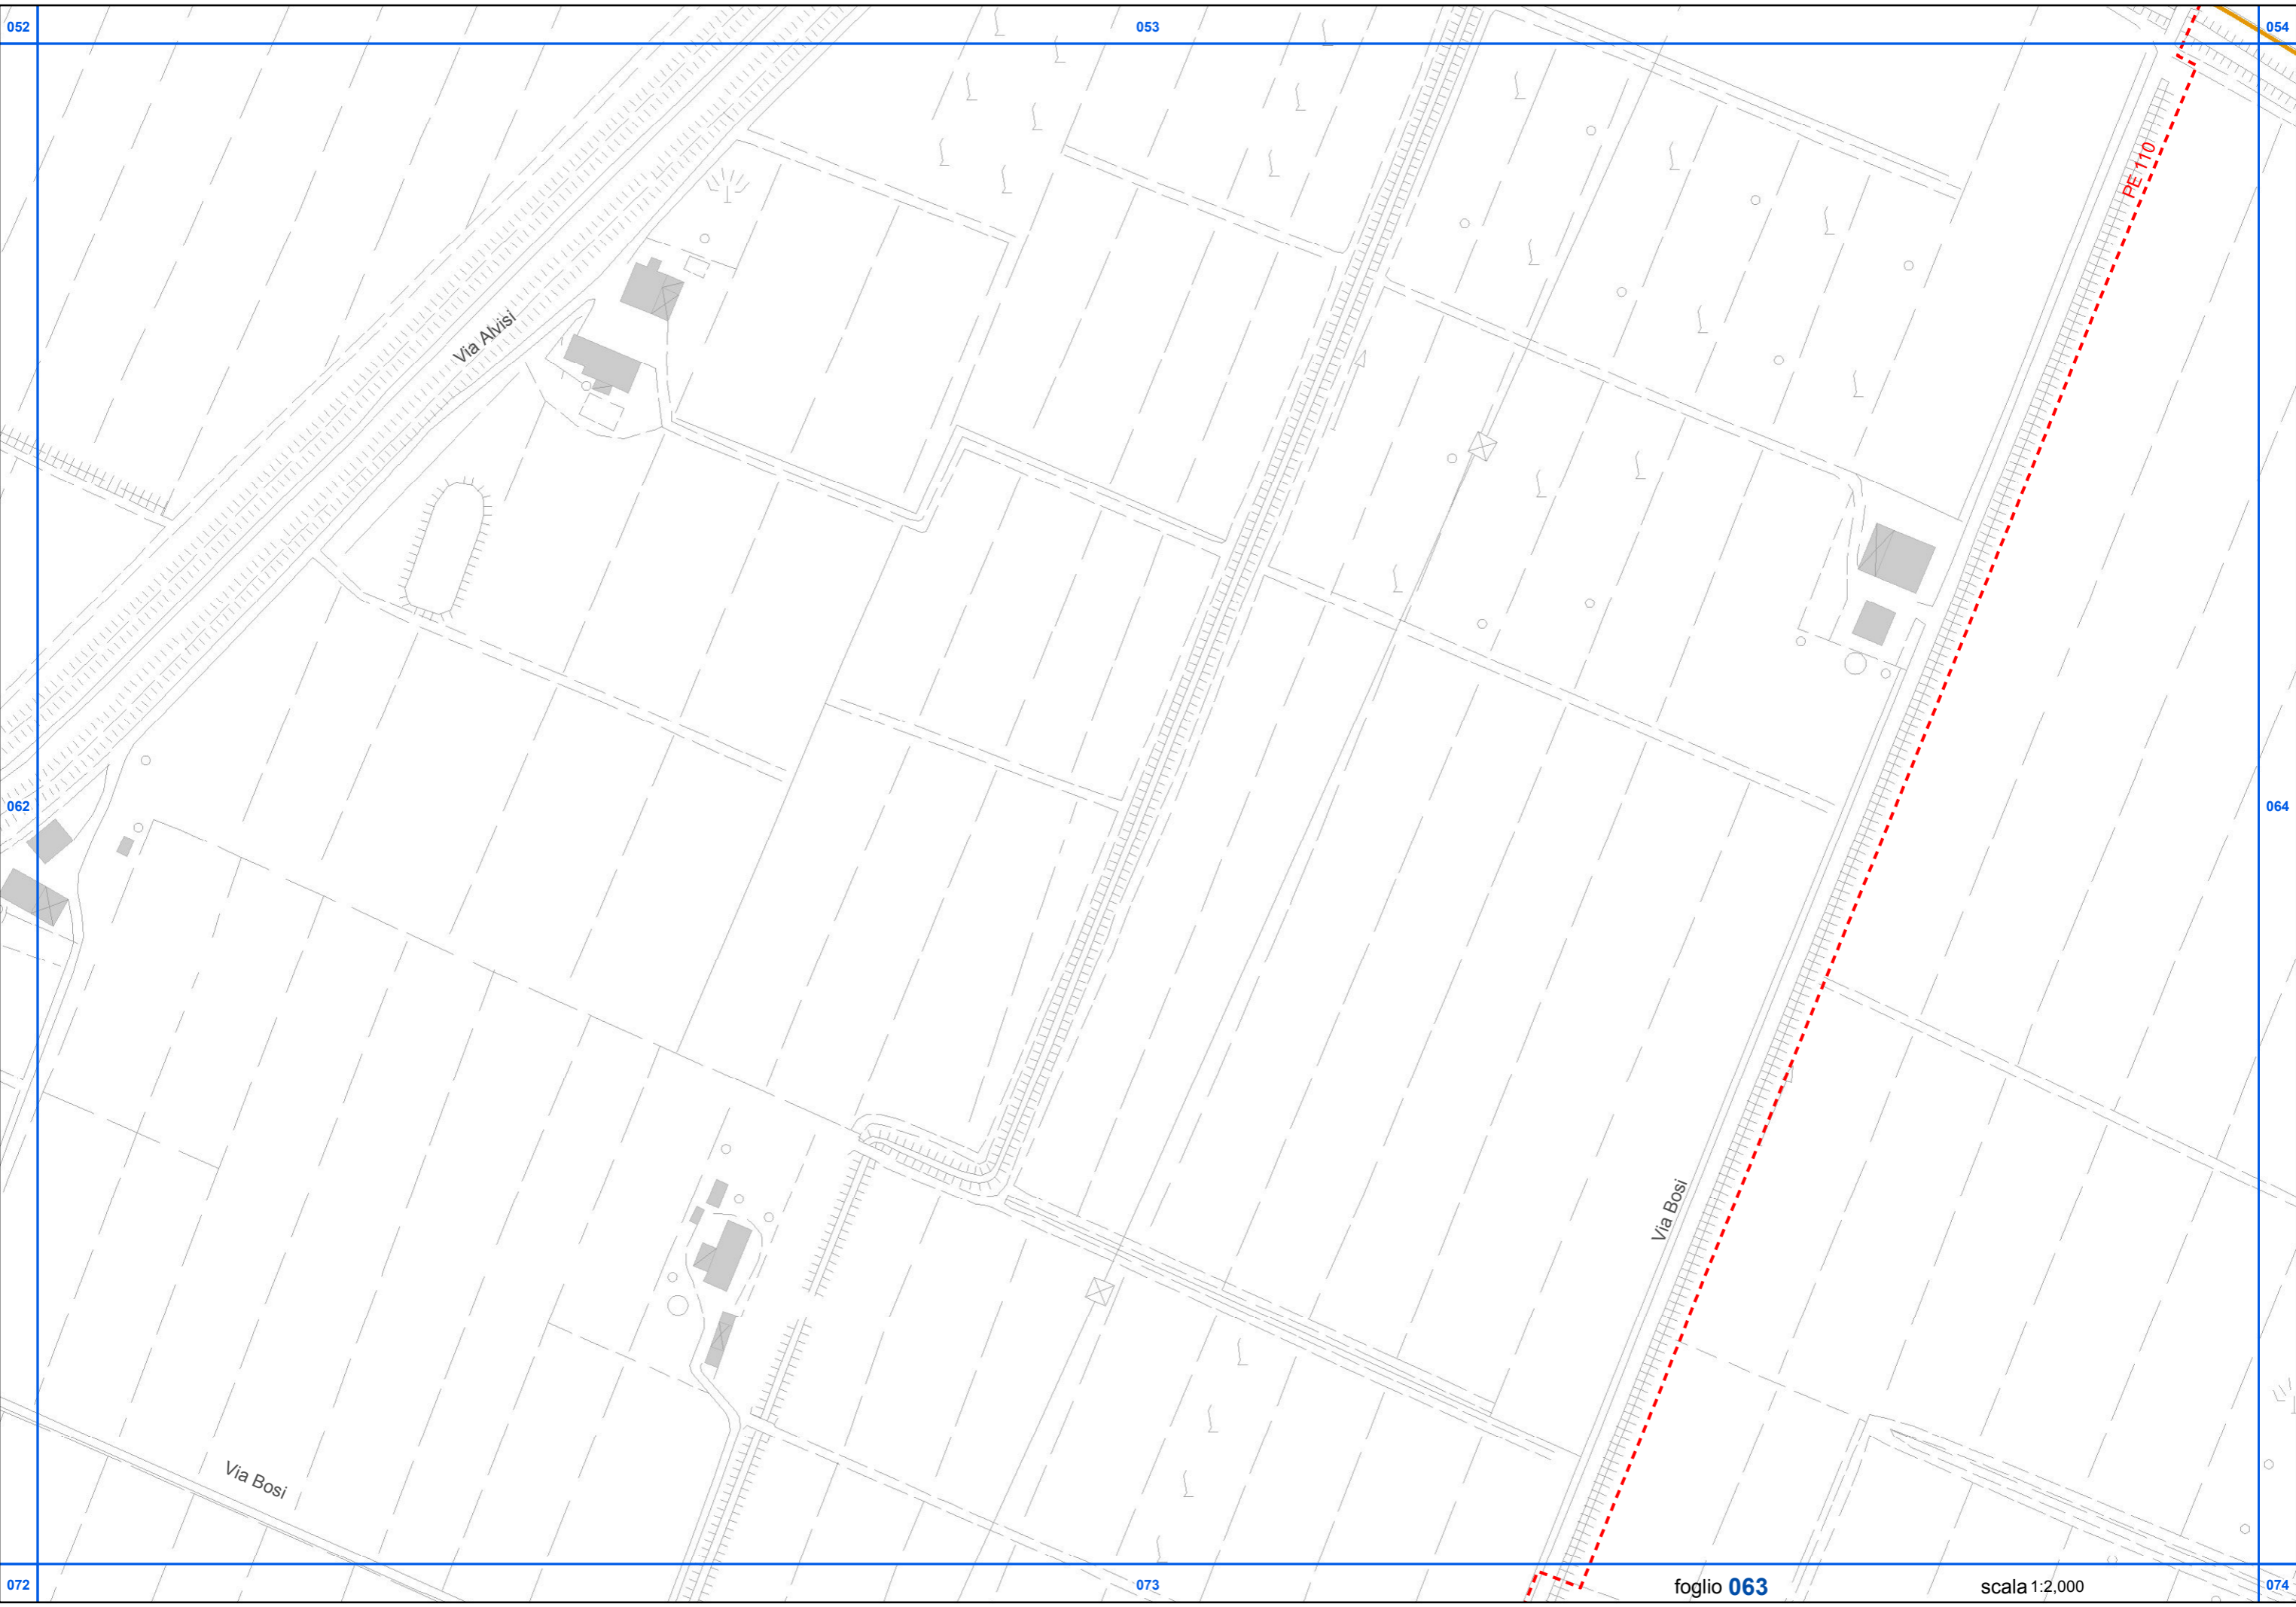 052
053
054
PE 110
Via Alvisi
062
064
Via Bosi
Via Bosi
072
073
foglio 063
scala 1:2,000
074